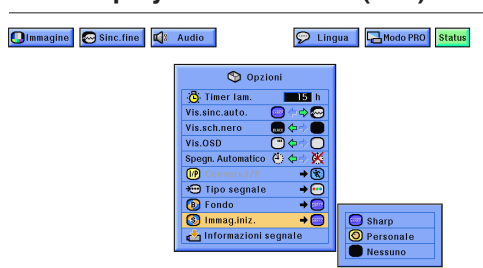 Immagine Sinc.fine Audio Lingua Modo PRO Status
Opzioni
Timer lam. 15 h
Vis.sinc.auto.
Vis.sch.nero
Vis.OSD
Spegn. Automatico
I/P
Tipo segnale
Fondo
Immag.iniz.
Informazioni segnale
Sharp
Personale
Nessuno